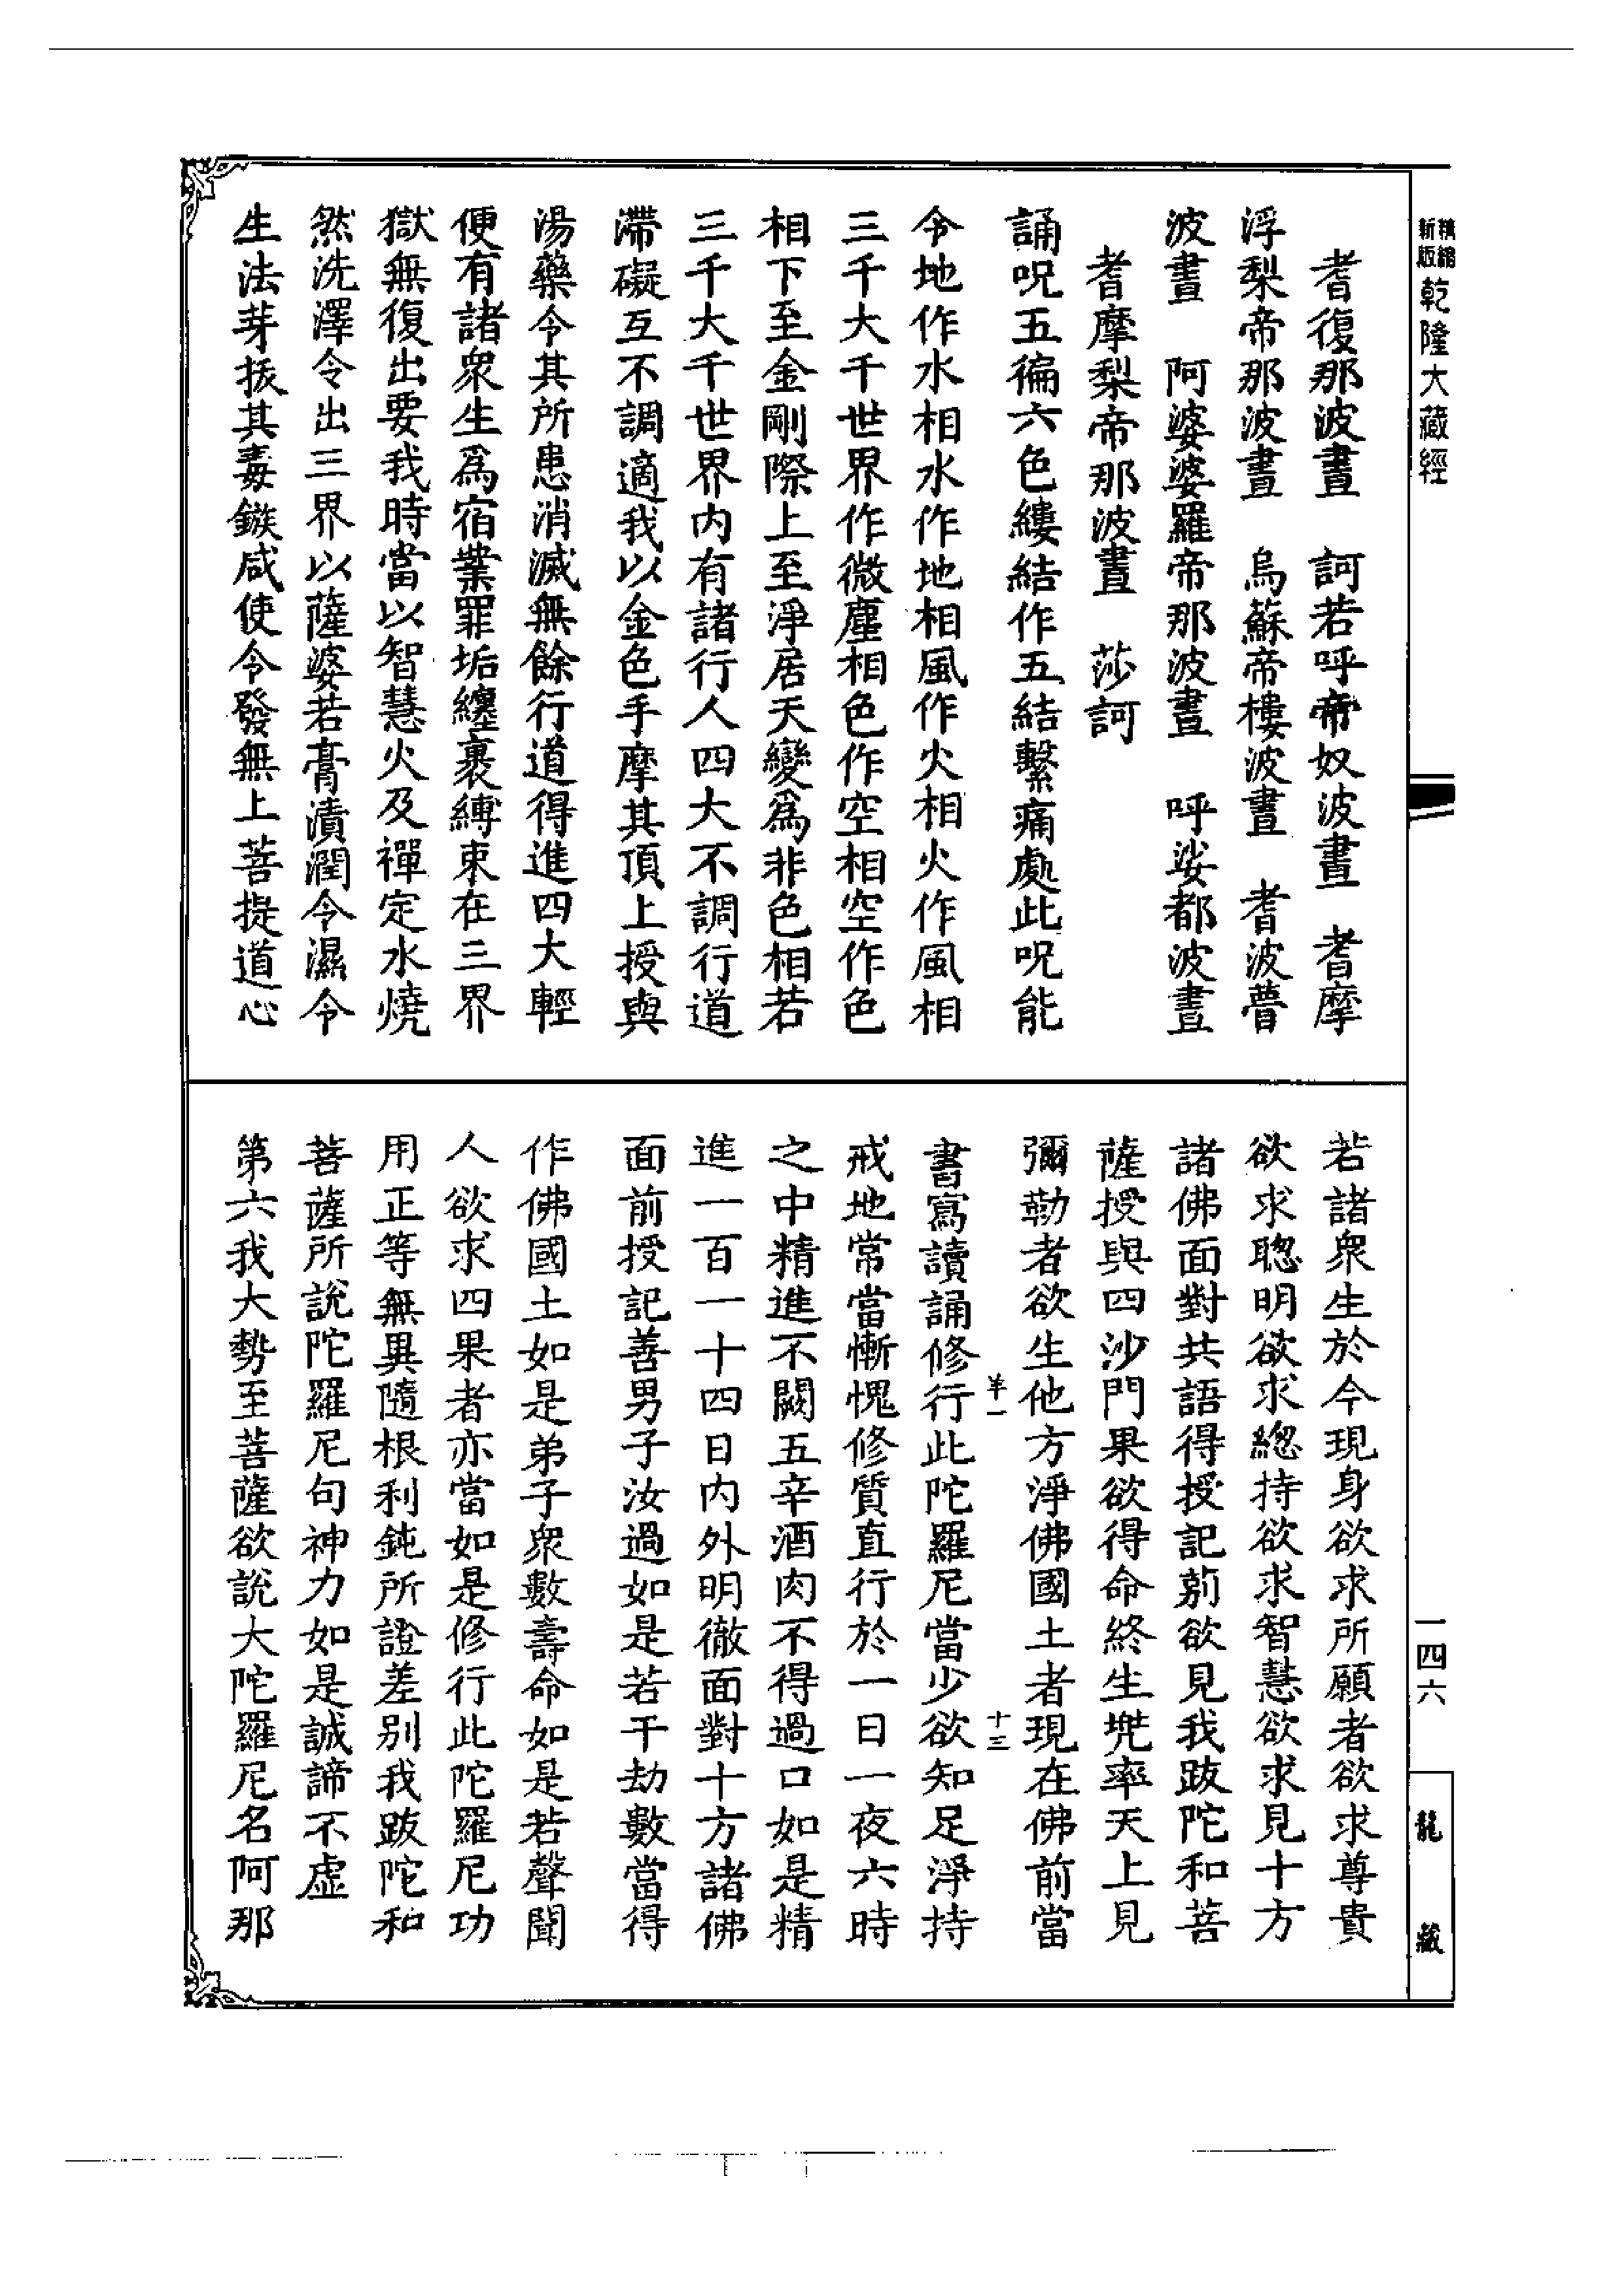 精縮
新版
乾隆大藏經
耆復那波晝　訶若呼帝奴波晝　耆摩
浮梨帝那波晝　烏蘇帝樓波晝　耆波瞢
波晝　阿婆婆羅帝那波晝　呼娑都波晝
耆摩梨帝那波晝　莎訶
誦呪五徧六色縷結作五結繫痛處此呪能
令地作水相水作地相風作火相火作風相
三千大千世界作微塵相色作空相空作色
相下至金剛際上至淨居天變爲非色相若
三千大千世界内有諸行人四大不調行道
滯礙互不調適我以金色手摩其頂上授與
湯藥令其所患消滅無餘行道得進四大輕
便有諸衆生爲宿業罪垢纏裹縛束在三界
獄無復出要我時當以智慧火及禪定水燒
然洗澤令出三界以薩婆若膏漬潤令濕令
生法芽拔其毒鏃咸使令發無上菩提道心
若諸衆生於今現身欲求所願者欲求尊貴
欲求聰明欲求總持欲求智慧欲求見十方
諸佛面對共語得授記莂欲見我跋陀和菩
薩授與四沙門果欲得命終生兜率天上見
彌勒者欲生他方淨佛國土者現在佛前當
羊一
十三
書寫讀誦修行此陀羅尼當少欲知足淨持
戒地常當慚愧修質直行於一日一夜六時
之中精進不闕五辛酒肉不得過口如是精
進一百一十四日内外明徹面對十方諸佛
面前授記善男子汝過如是若干劫數當得
作佛國土如是弟子衆數壽命如是若聲聞
人欲求四果者亦當如是修行此陀羅尼功
用正等無異隨根利鈍所證差别我跋陀和
菩薩所說陀羅尼句神力如是誠諦不虛
第六我大勢至菩薩欲說大陀羅尼名阿那
一四六
龍
藏